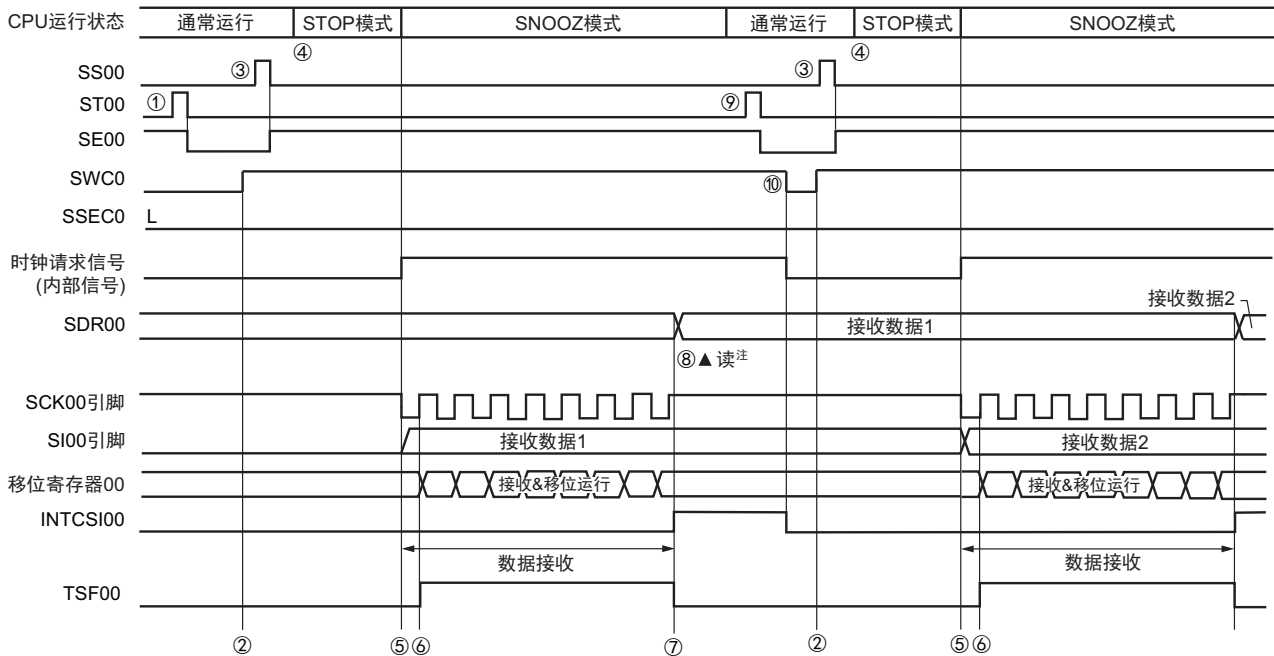 CPU运行状态 通常运行 STOP模式 SNOOZ模式 通常运行 STOP模式 SNOOZ模式
④ ④
SS00 ③ ③
ST00 ① ⑨
SE00
SWC0 ⑩
SSEC0 L
时钟请求信号
(内部信号)
接收数据2
SDR00 接收数据1
⑧▲读注
SCK00引脚
SI00引脚 接收数据1 接收数据2
移位寄存器00 接收&移位运行 接收&移位运行
INTCSI00
数据接收 数据接收
TSF00
② ⑤⑥ ⑦ ② ⑤⑥